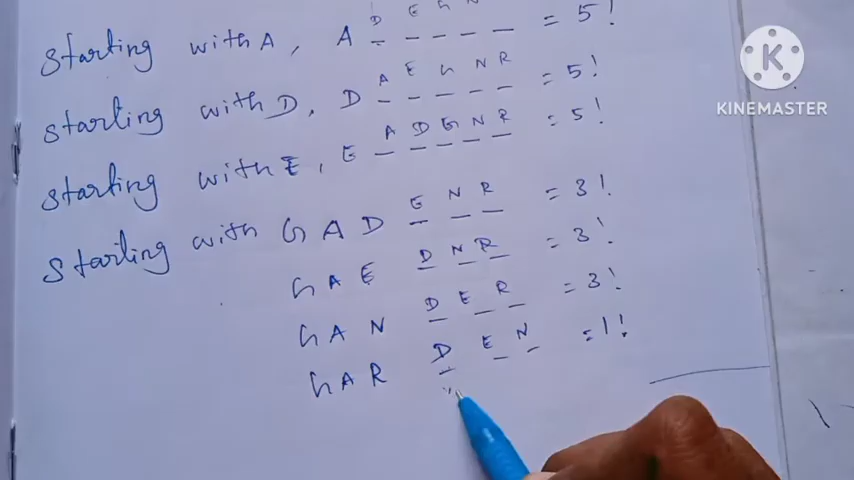 D E G N
starting with A, A _ _ _ _ _ = 5!
A E G N R
starting with D, D _ _ _ _ _ = 5!
A D G N R
starting with E, E _ _ _ _ _ = 5!
E N R
starting with G A D _ _ _ = 3!
D N R
G A E _ _ _ = 3!
D E R
G A N _ _ _ = 3!
D E N
G A R _ _ _ = 1!
K
KINEMASTER